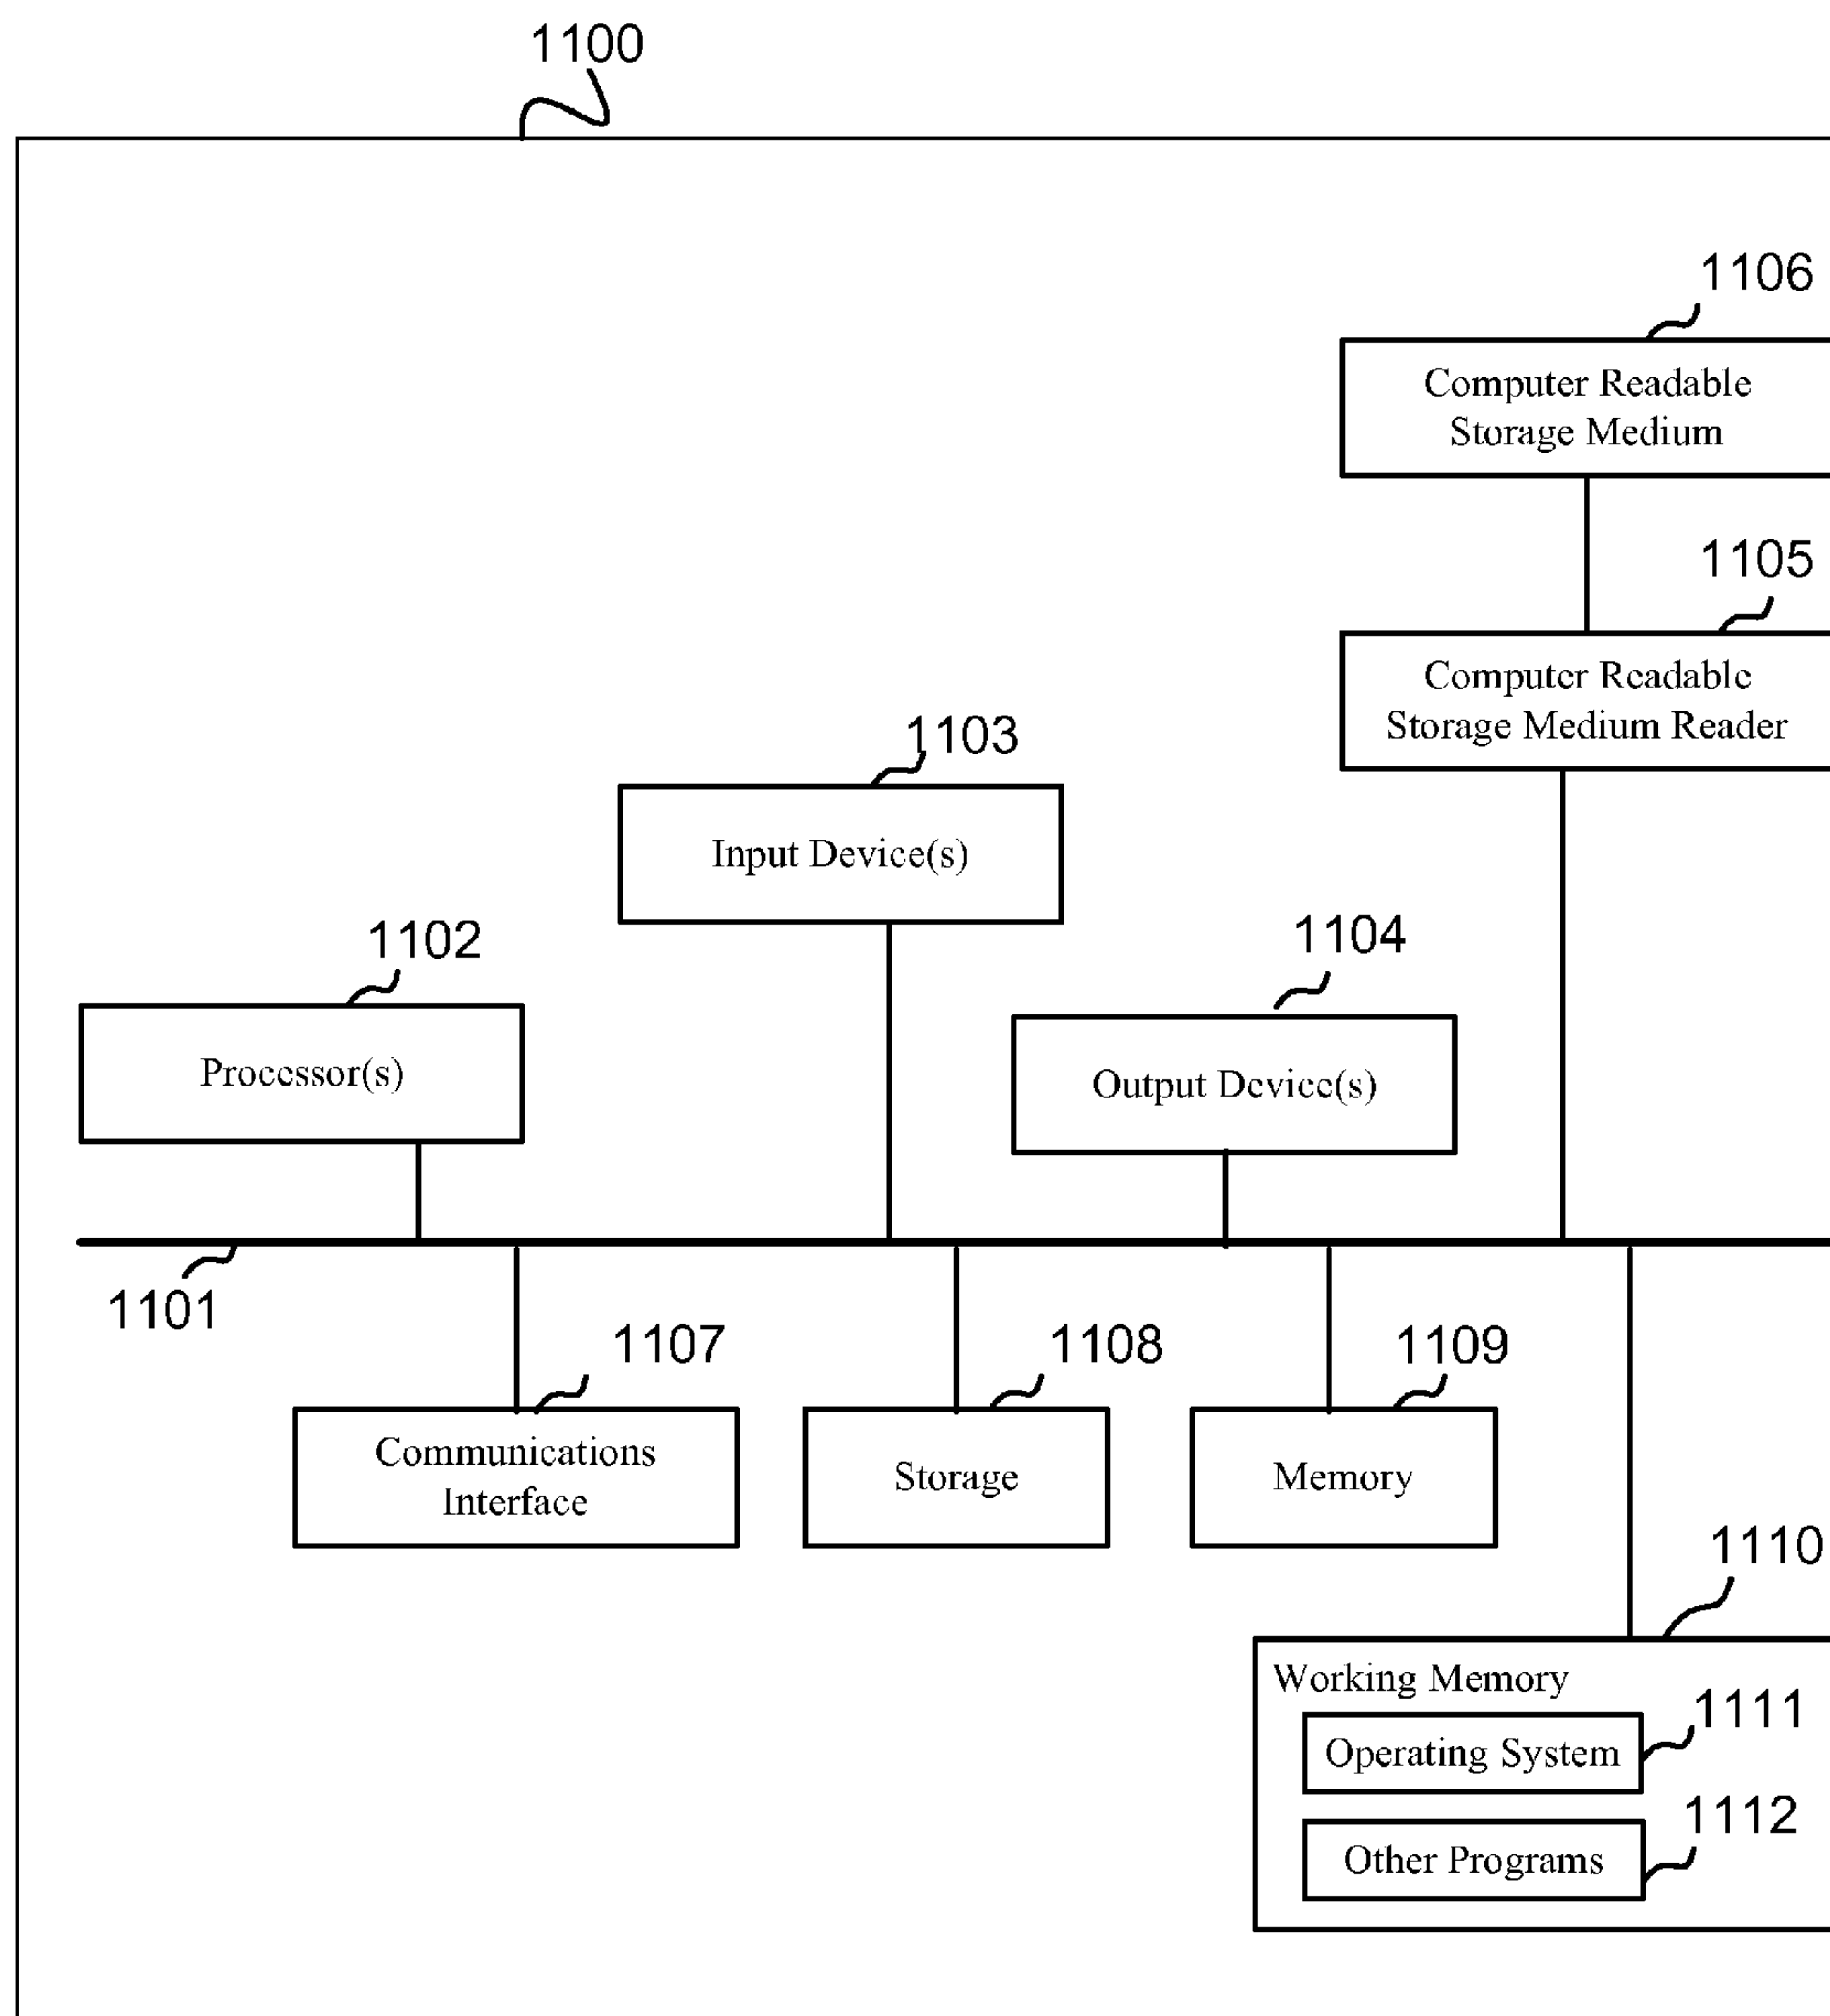 1100
1106
Computer Readable
Storage Medium
1105
Computer Readable
Storage Medium Reader
1103
Input Device(s)
1102
Processor(s)
1104
Output Device(s)
1101
1107
Communications
Interface
1108
Storage
1109
Memory
1110
Working Memory
1111
Operating System
1112
Other Programs